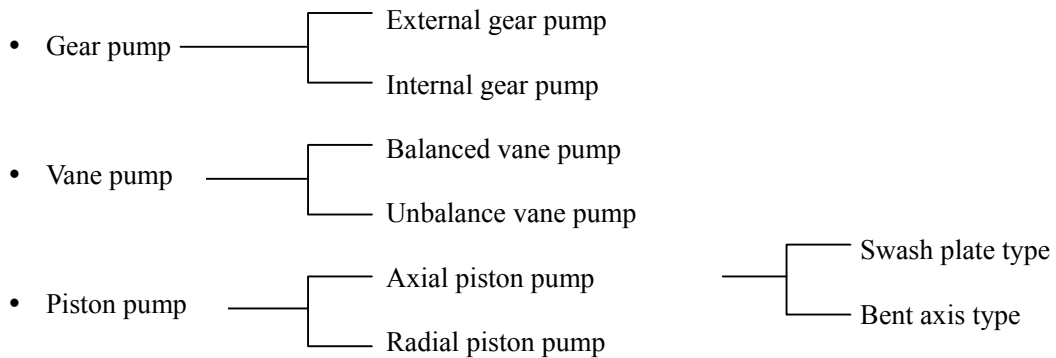 • Gear pump
External gear pump
Internal gear pump
• Vane pump
Balanced vane pump
Unbalance vane pump
• Piston pump
Axial piston pump
Radial piston pump
Swash plate type
Bent axis type